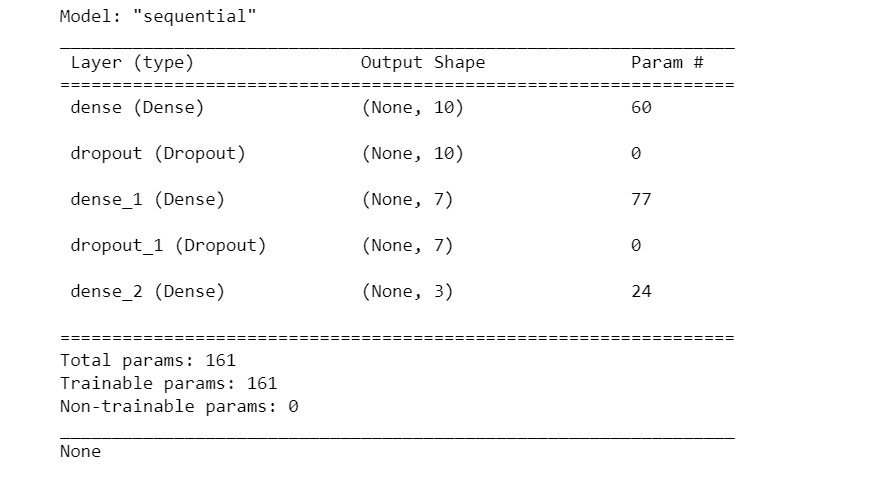 Model: "sequential"
_________________________________________________________________
Layer (type)                Output Shape              Param #
=================================================================
dense (Dense)               (None, 10)                60
dropout (Dropout)           (None, 10)                0
dense_1 (Dense)             (None, 7)                 77
dropout_1 (Dropout)         (None, 7)                 0
dense_2 (Dense)             (None, 3)                 24
=================================================================
Total params: 161
Trainable params: 161
Non-trainable params: 0
_________________________________________________________________
None